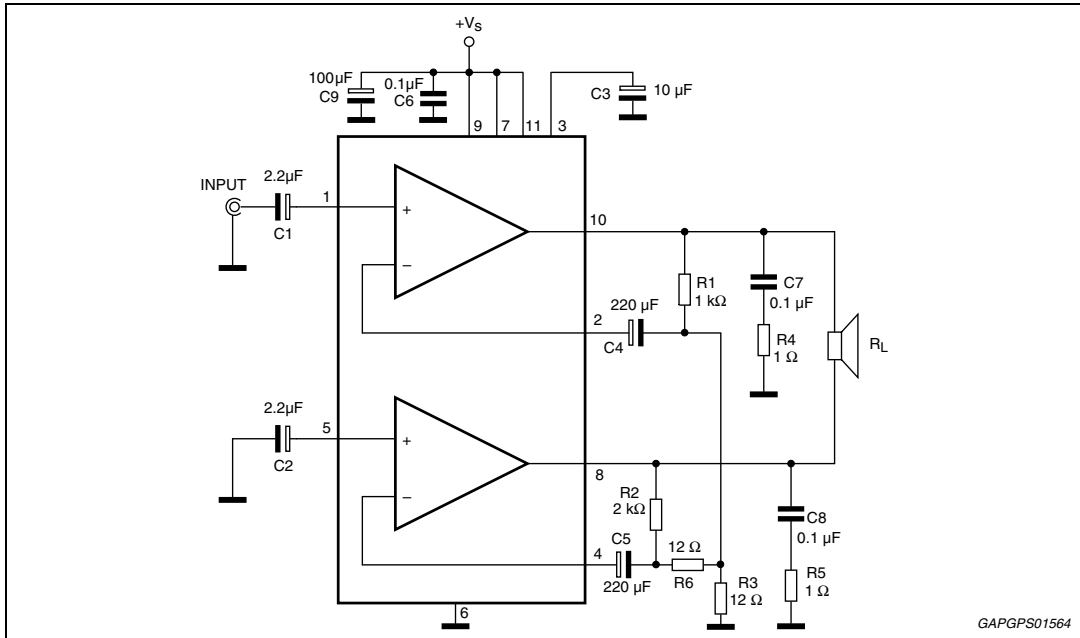 +VS
100µF
C9
0.1µF
C6
C3
10 µF
9
7
11
3
INPUT
2.2µF
C1
1
+
−
10
R1
1 kΩ
C7
0.1 µF
220 µF
2
C4
R4
1 Ω
RL
2.2µF
C2
5
+
−
8
R2
2 kΩ
C8
0.1 µF
C5
4
220 µF
12 Ω
R6
R3
12 Ω
R5
1 Ω
6
GAPGPS01564